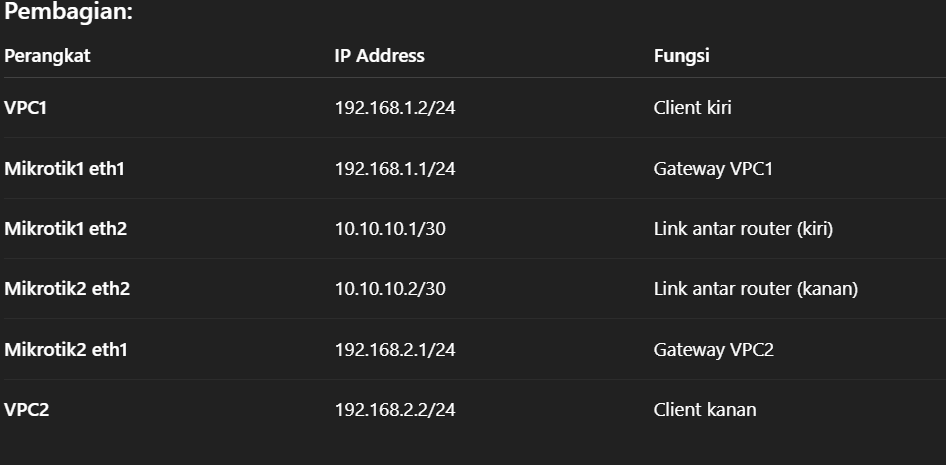 Pembagian:
Perangkat IP Address Fungsi
VPC1 192.168.1.2/24 Client kiri
Mikrotik1 eth1 192.168.1.1/24 Gateway VPC1
Mikrotik1 eth2 10.10.10.1/30 Link antar router (kiri)
Mikrotik2 eth2 10.10.10.2/30 Link antar router (kanan)
Mikrotik2 eth1 192.168.2.1/24 Gateway VPC2
VPC2 192.168.2.2/24 Client kanan